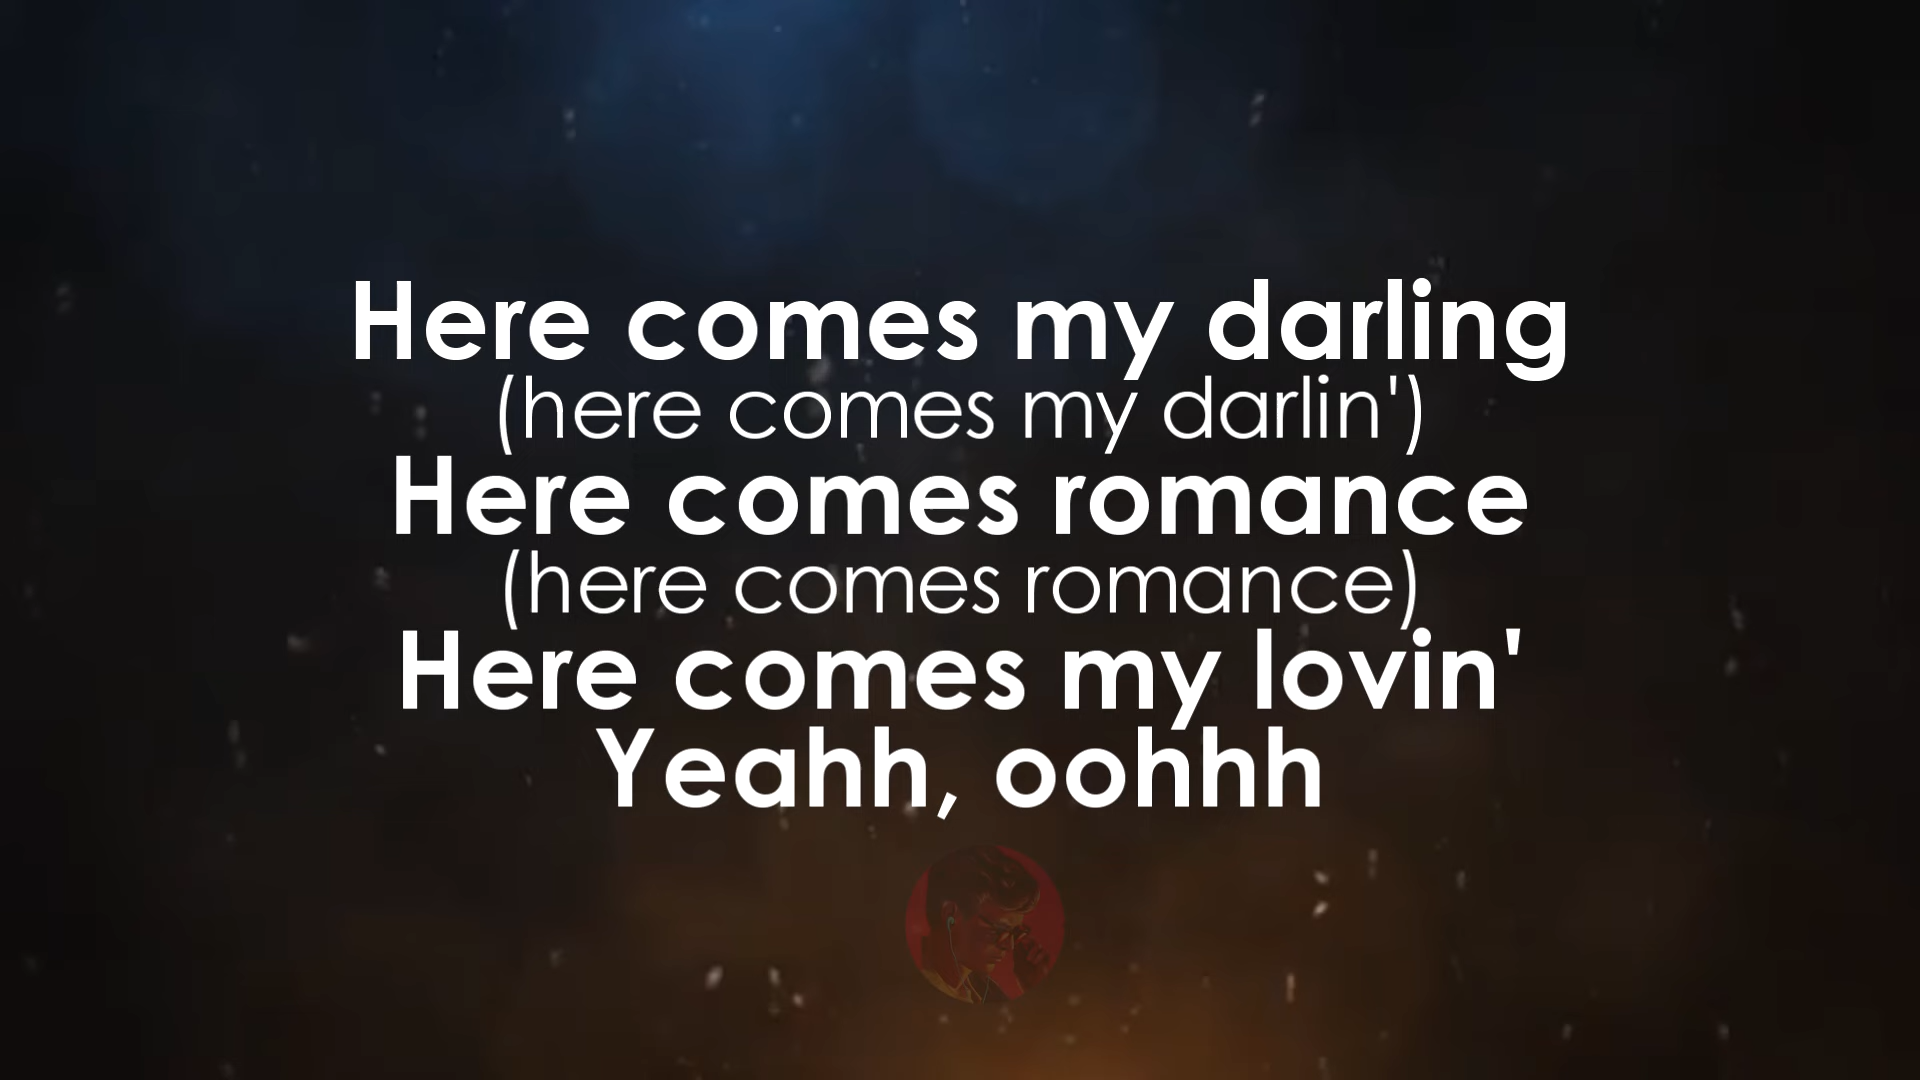 Here comes my darling
(here comes my darlin')
Here comes romance
(here comes romance)
Here comes my lovin'
Yeahh, oohhh